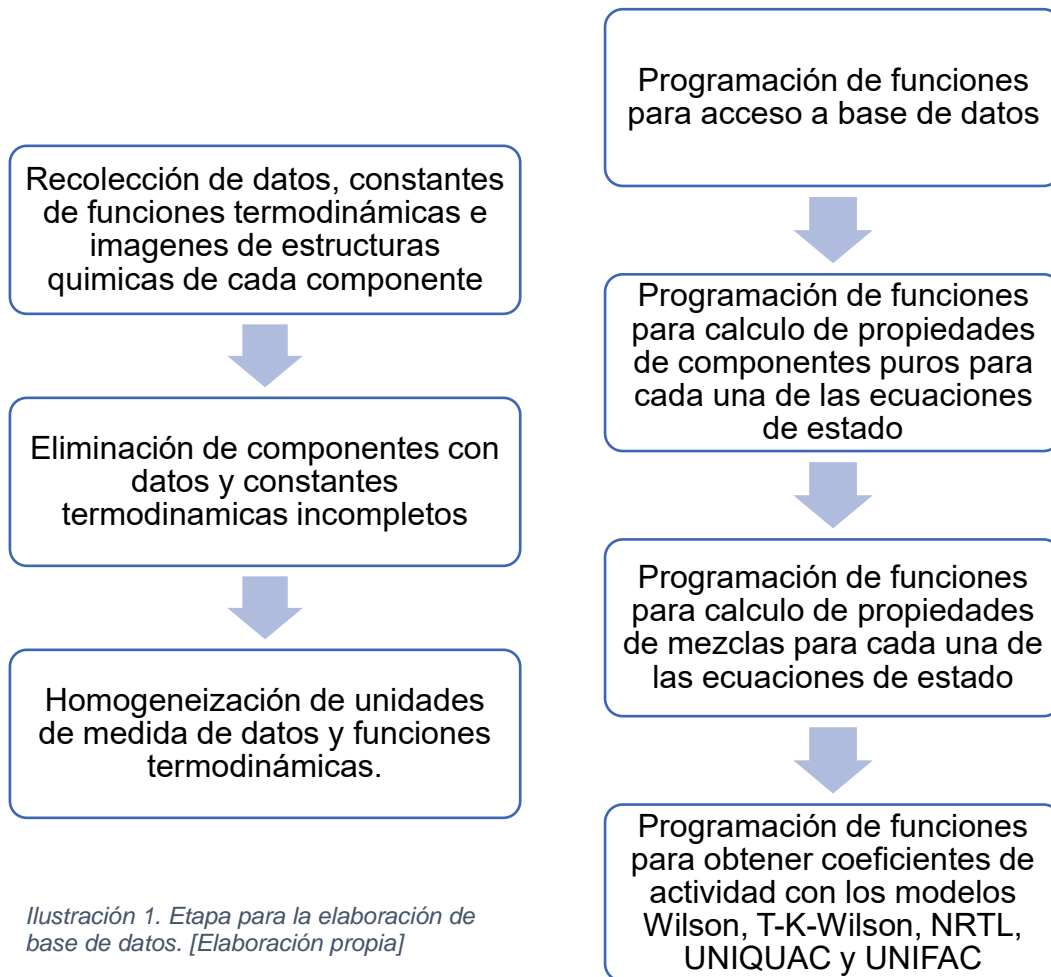 Recolección de datos, constantes
de funciones termodinámicas e
imagenes de estructuras
quimicas de cada componente
Eliminación de componentes con
datos y constantes
termodinamicas incompletos
Homogeneización de unidades
de medida de datos y funciones
termodinámicas.
Ilustración 1. Etapa para la elaboración de
base de datos. [Elaboración propia]
Programación de funciones
para acceso a base de datos
Programación de funciones
para calculo de propiedades
de componentes puros para
cada una de las ecuaciones
de estado
Programación de funciones
para calculo de propiedades
de mezclas para cada una de
las ecuaciones de estado
Programación de funciones
para obtener coeficientes de
actividad con los modelos
Wilson, T-K-Wilson, NRTL,
UNIQUAC y UNIFAC